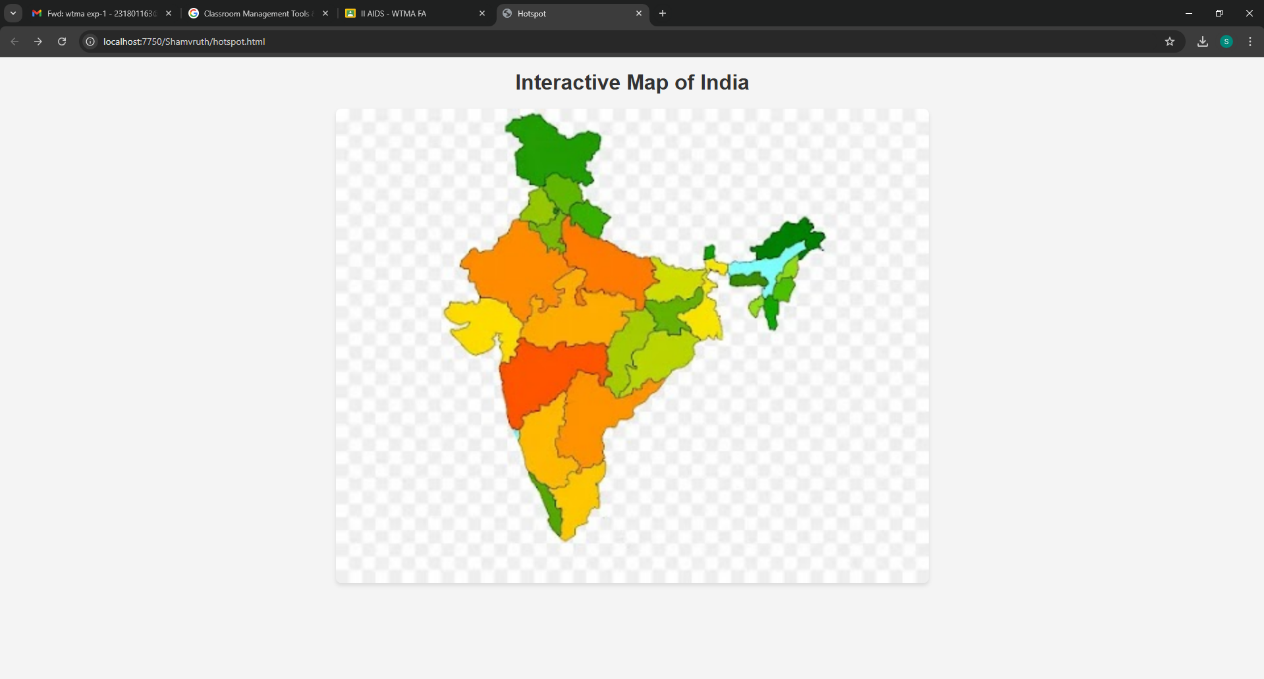 Fwd: wtma exp-1 - 231801163
Classroom Management Tools
II AIDS - WTMA FA
Hotspot
localhost:7750/Shamvruth/hotspot.html
S
Interactive Map of India